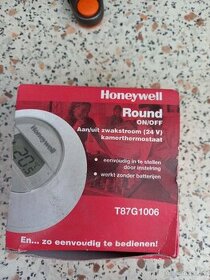 Honeywell
Round
ON/OFF
Aan/uit zwakstroom (24 V)
kamerthermostaat
eenvoudig in te stellen
door instelring
werkt zonder batterijen
T87G1006
En... zo eenvoudig te bedienen!